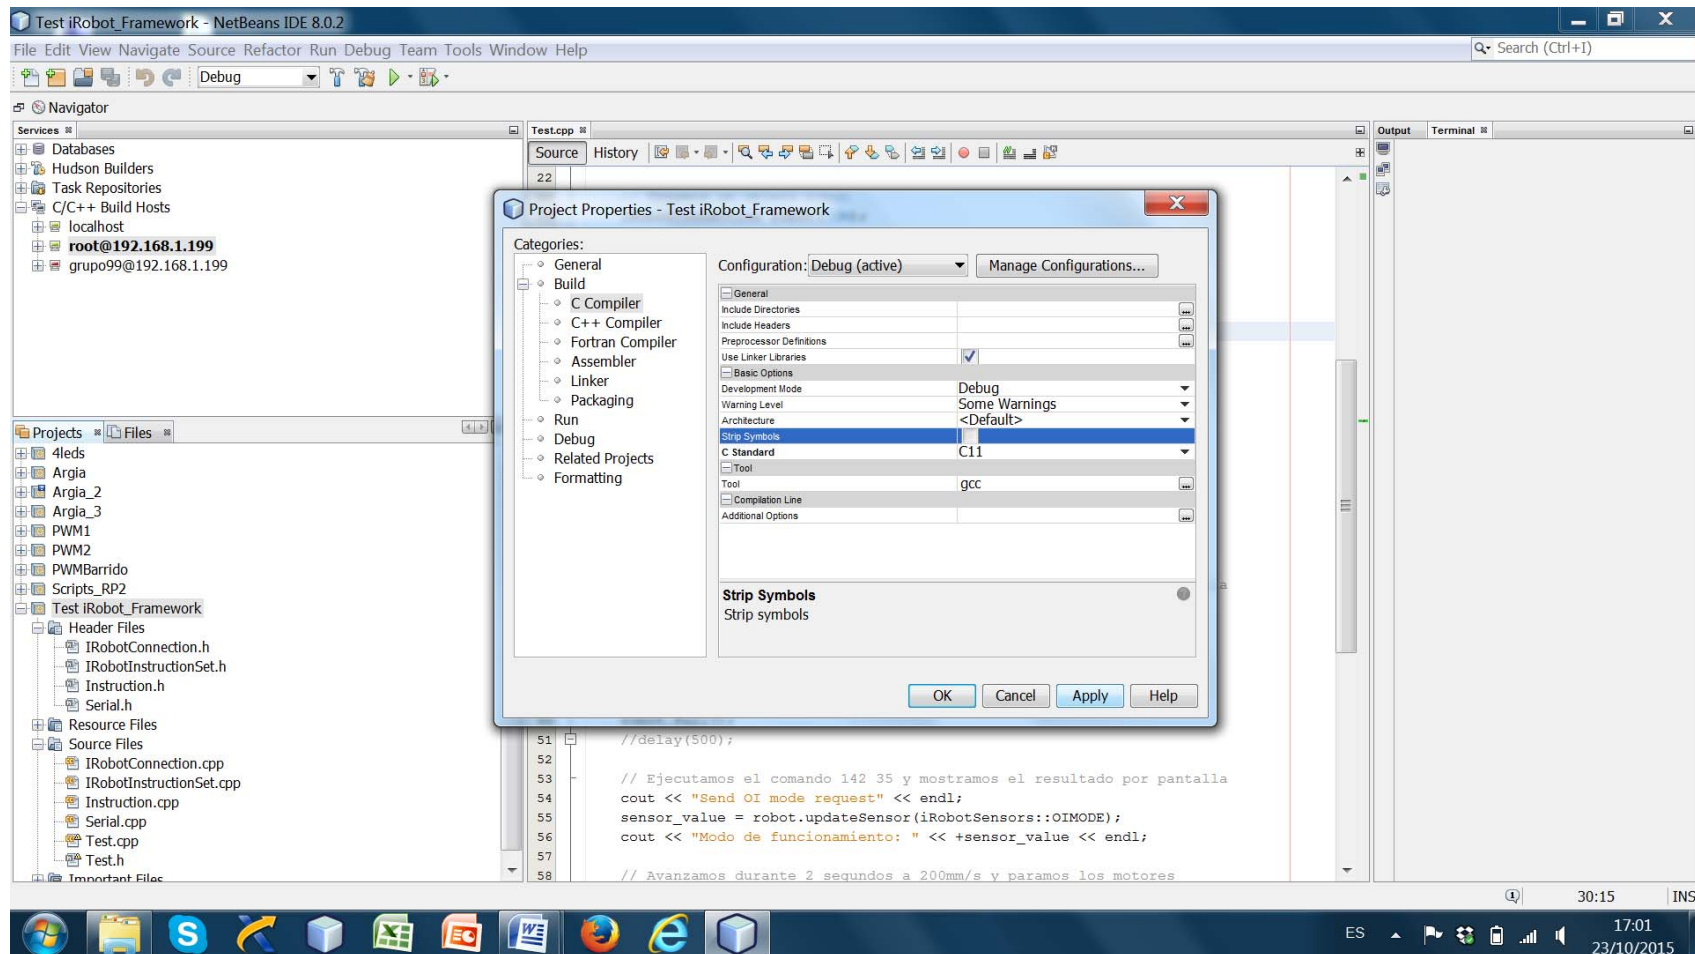 Test iRobot_Framework - NetBeans IDE 8.0.2
File Edit View Navigate Source Refactor Run Debug Team Tools Window Help
Search (Ctrl+I)
Debug
Navigator
Services
Databases
Hudson Builders
Task Repositories
C/C++ Build Hosts
localhost
root@192.168.1.199
grupo99@192.168.1.199
Projects Files
4leds
Argia
Argia_2
Argia_3
PWM1
PWM2
PWMBarrido
Scripts_RP2
Test iRobot_Framework
Header Files
IRobotConnection.h
IRobotInstructionSet.h
Instruction.h
Serial.h
Resource Files
Source Files
IRobotConnection.cpp
IRobotInstructionSet.cpp
Instruction.cpp
Serial.cpp
Test.cpp
Test.h
Important Files
Test.cpp
Source History
22
Project Properties - Test iRobot_Framework
X
Categories:
General
Build
C Compiler
C++ Compiler
Fortran Compiler
Assembler
Linker
Packaging
Run
Debug
Related Projects
Formatting
Configuration: Debug (active) Manage Configurations...
General
Include Directories ...
Include Headers ...
Preprocessor Definitions ...
Use Linker Libraries
Basic Options
Development Mode Debug
Warning Level Some Warnings
Architecture <Default>
Strip Symbols
C Standard C11
Tool
Tool gcc ...
Compilation Line
Additional Options ...
Strip Symbols
Strip symbols
OK Cancel Apply Help
51 //delay(500);
52
53 // Ejecutamos el comando 142 35 y mostramos el resultado por pantalla
54 cout << "Send OI mode request" << endl;
55 sensor_value = robot.updateSensor(iRobotSensors::OIMODE);
56 cout << "Modo de funcionamiento: " << +sensor_value << endl;
57
58 // Avanzamos durante 2 segundos a 200mm/s y paramos los motores
Output Terminal
30:15 INS
ES
17:01
23/10/2015